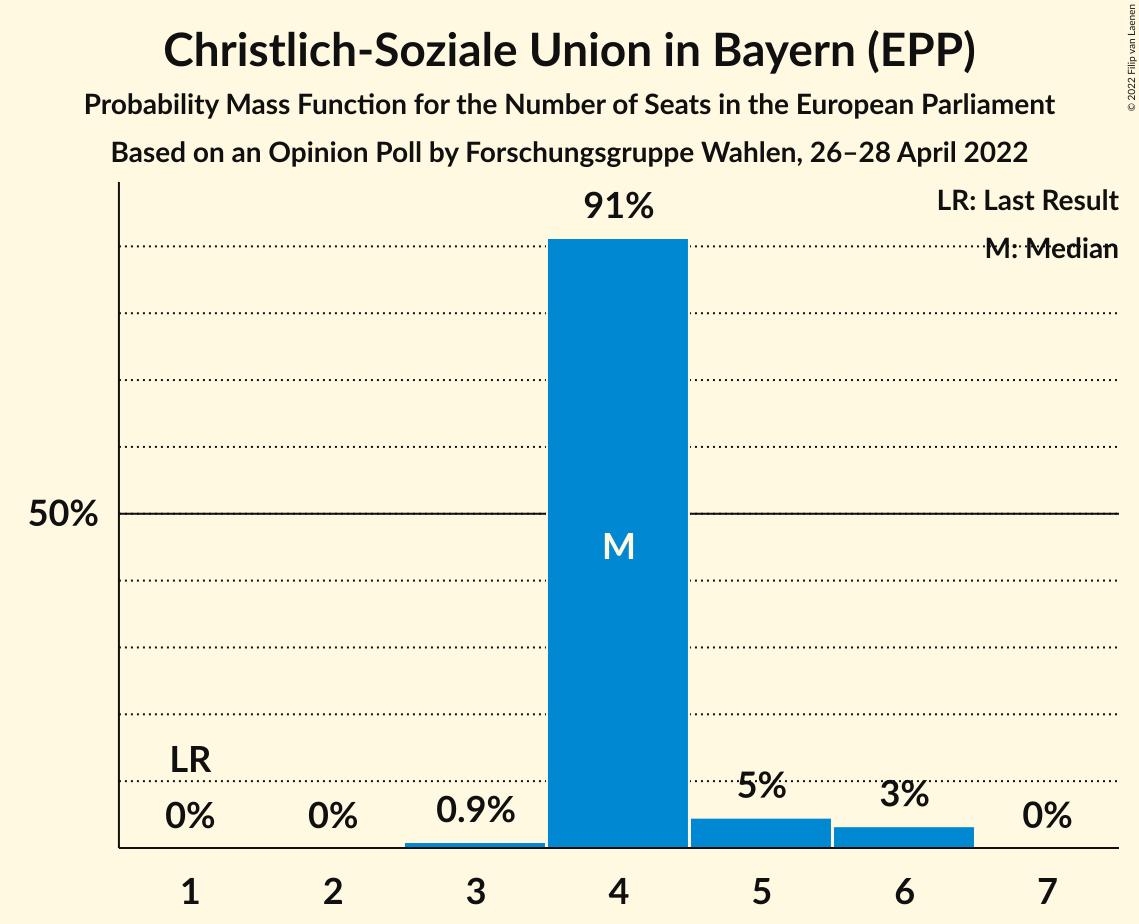 Christlich-Soziale Union in Bayern (EPP)
Probability Mass Function for the Number of Seats in the European Parliament
Based on an Opinion Poll by Forschungsgruppe Wahlen, 26–28 April 2022
© 2022 Filip van Laenen
LR: Last Result
M: Median
91%
50%
M
LR
0%
0%
0.9%
5%
3%
0%
1 2 3 4 5 6 7